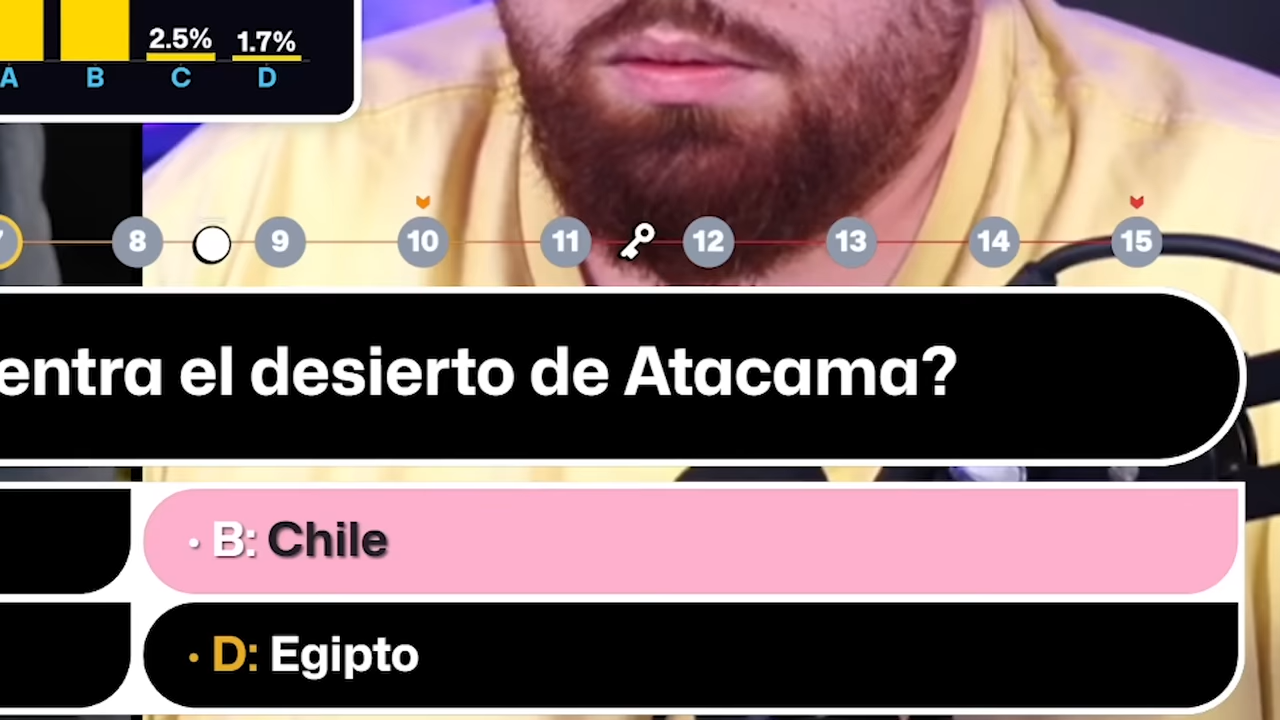 2.5% 1.7%
A B C D
8 9 10 11 12 13 14 15
entra el desierto de Atacama?
· B: Chile
· D: Egipto